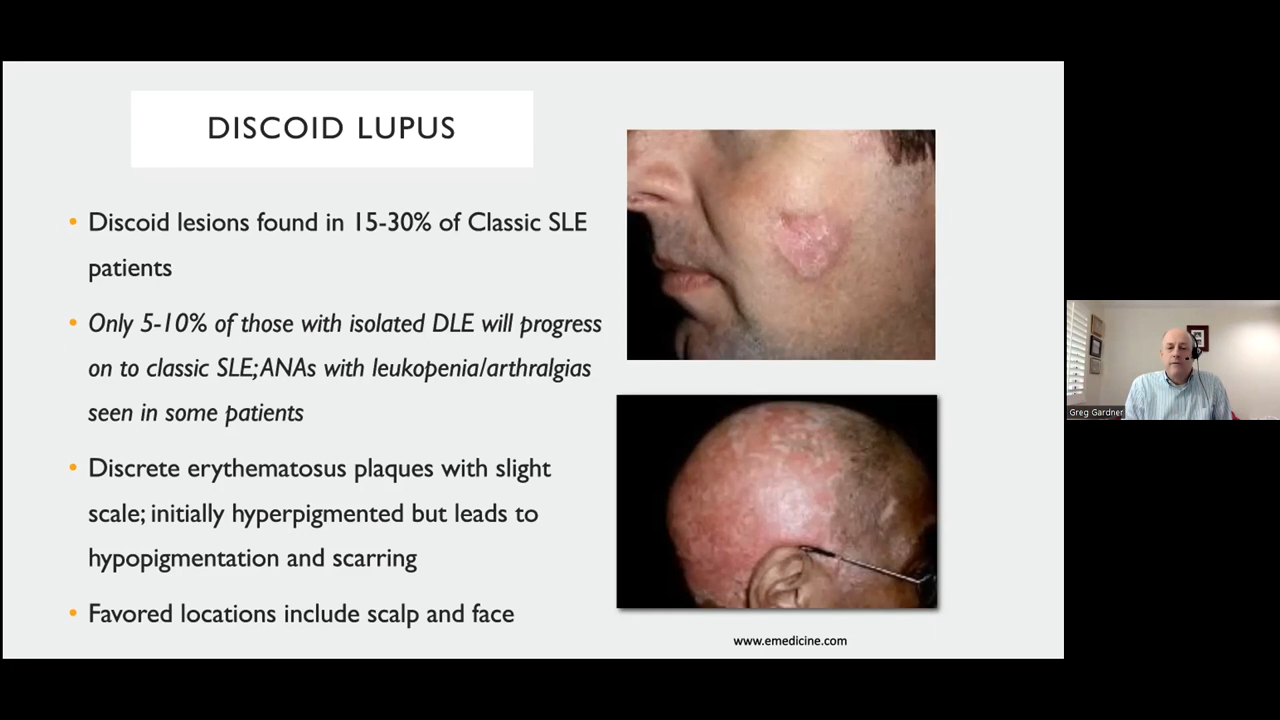 DISCOID LUPUS
• Discoid lesions found in 15-30% of Classic SLE
patients
• Only 5-10% of those with isolated DLE will progress
on to classic SLE; ANAs with leukopenia/arthralgias
seen in some patients
• Discrete erythematosus plaques with slight
scale; initially hyperpigmented but leads to
hypopigmentation and scarring
• Favored locations include scalp and face
www.emedicine.com
Greg Gardner